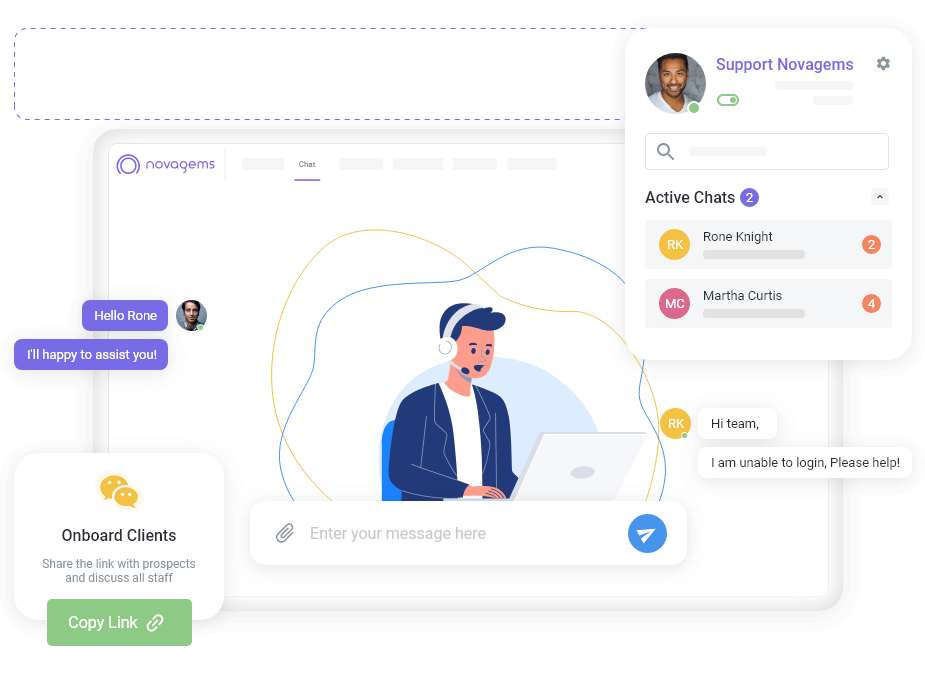 Support Novagems
novagems
Chat
Active Chats 2
RK
Rone Knight
2
MC
Martha Curtis
4
Hello Rone
I'll happy to assist you!
RK
Hi team,
I am unable to login, Please help!
Onboard Clients
Share the link with prospects
and discuss all staff
Copy Link
Enter your message here